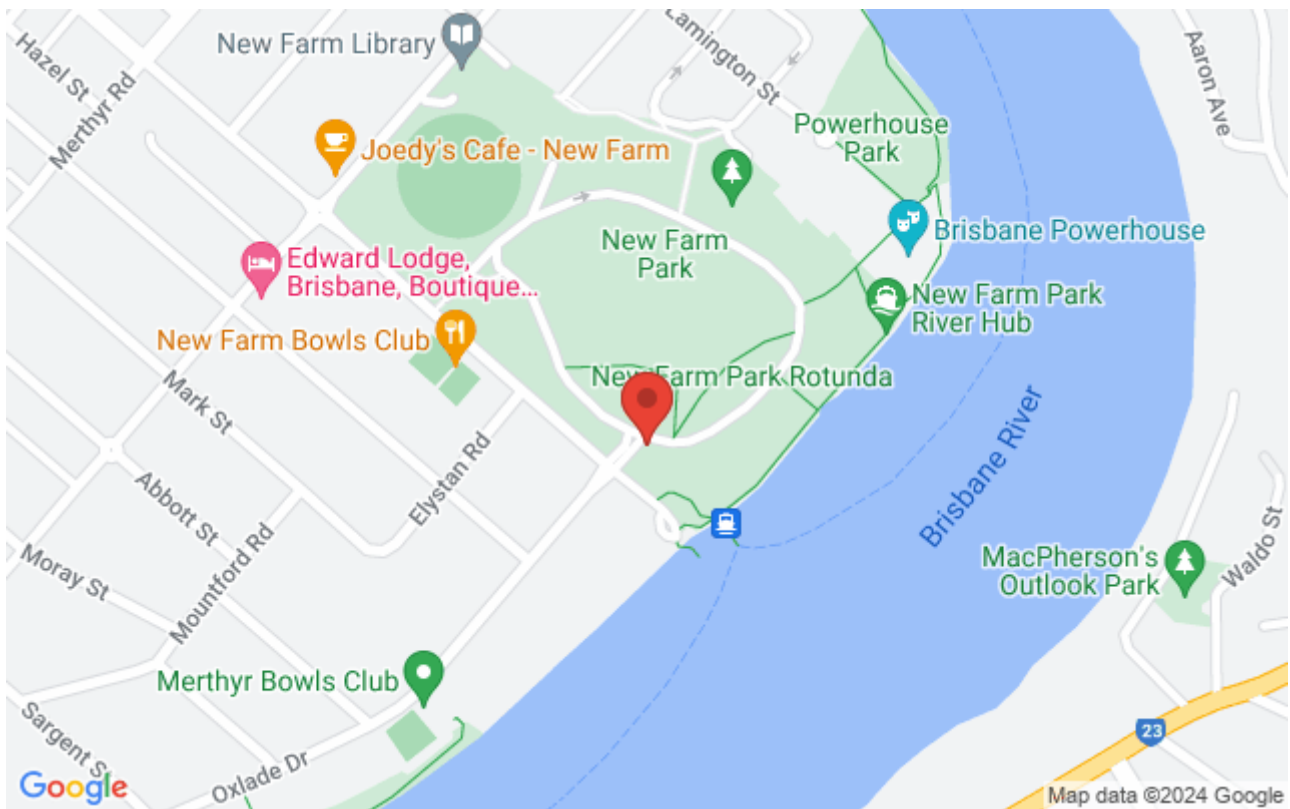 New Farm Library
Lamington St
Aaron Ave
Hazel St
Merthyr Rd
Powerhouse
Park
Joedy's Cafe - New Farm
New Farm
Park
Brisbane Powerhouse
Edward Lodge,
Brisbane, Boutique...
New Farm Park
River Hub
New Farm Bowls Club
New Farm Park Rotunda
Mark St
Elystan Rd
Brisbane River
Abbott St
Mountford Rd
Moray St
MacPherson's
Outlook Park
Waldo St
Merthyr Bowls Club
Sargent S
23
Oxlade Dr
Google
Map data ©2024 Google